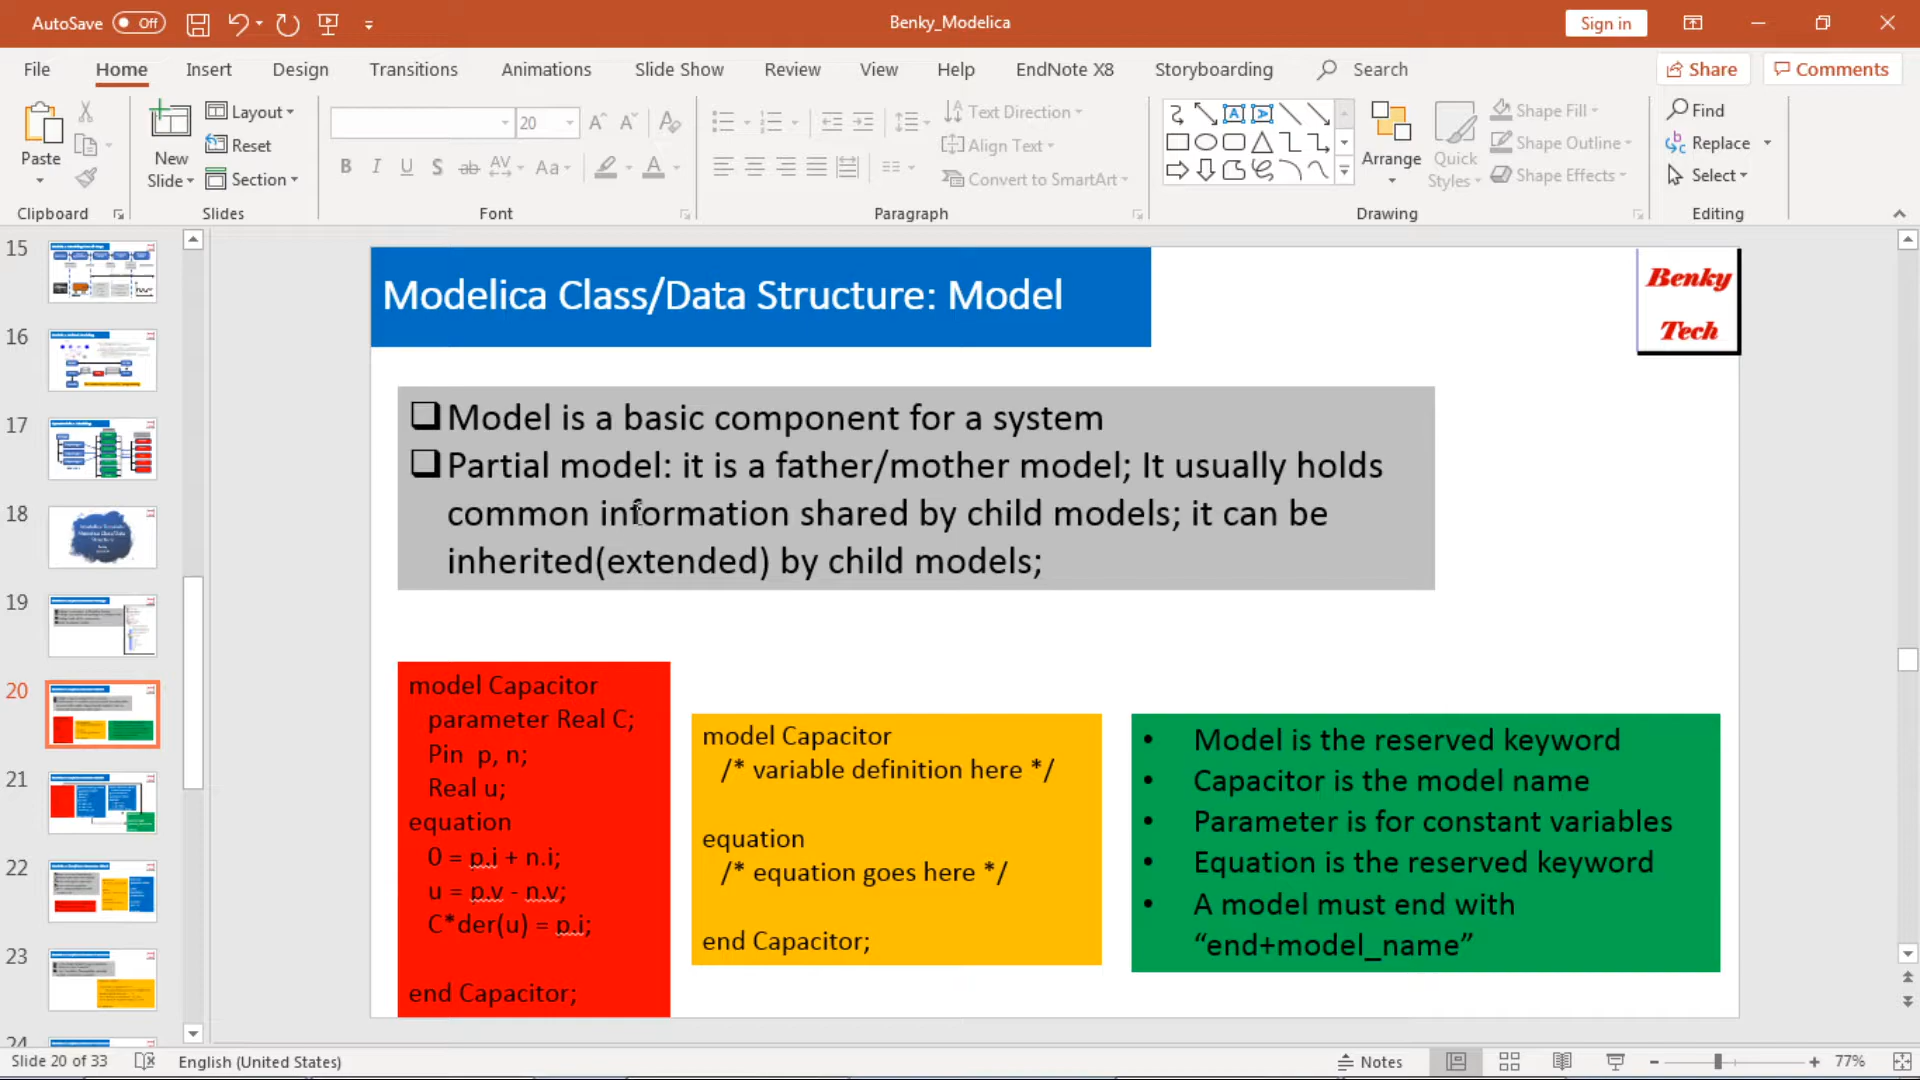 AutoSave Off Benky_Modelica Sign in
File Home Insert Design Transitions Animations Slide Show Review View Help EndNote X8 Storyboarding Search Share Comments
Paste
New Slide
Layout
Reset
Section
20
Text Direction
Align Text
Convert to SmartArt
Arrange
Quick Styles
Shape Fill
Shape Outline
Shape Effects
Find
Replace
Select
Clipboard Slides Font Paragraph Drawing Editing
15
16
17
18
19
20
21
22
23
24
Modelica Class/Data Structure: Model
Benky
Tech
Model is a basic component for a system
Partial model: it is a father/mother model; It usually holds
common information shared by child models; it can be
inherited(extended) by child models;
model Capacitor
parameter Real C;
Pin p, n;
Real u;
equation
0 = p.i + n.i;
u = p.v - n.v;
C*der(u) = p.i;
end Capacitor;
model Capacitor
/* variable definition here */
equation
/* equation goes here */
end Capacitor;
• Model is the reserved keyword
• Capacitor is the model name
• Parameter is for constant variables
• Equation is the reserved keyword
• A model must end with
“end+model_name”
Slide 20 of 33 English (United States) Notes 77%